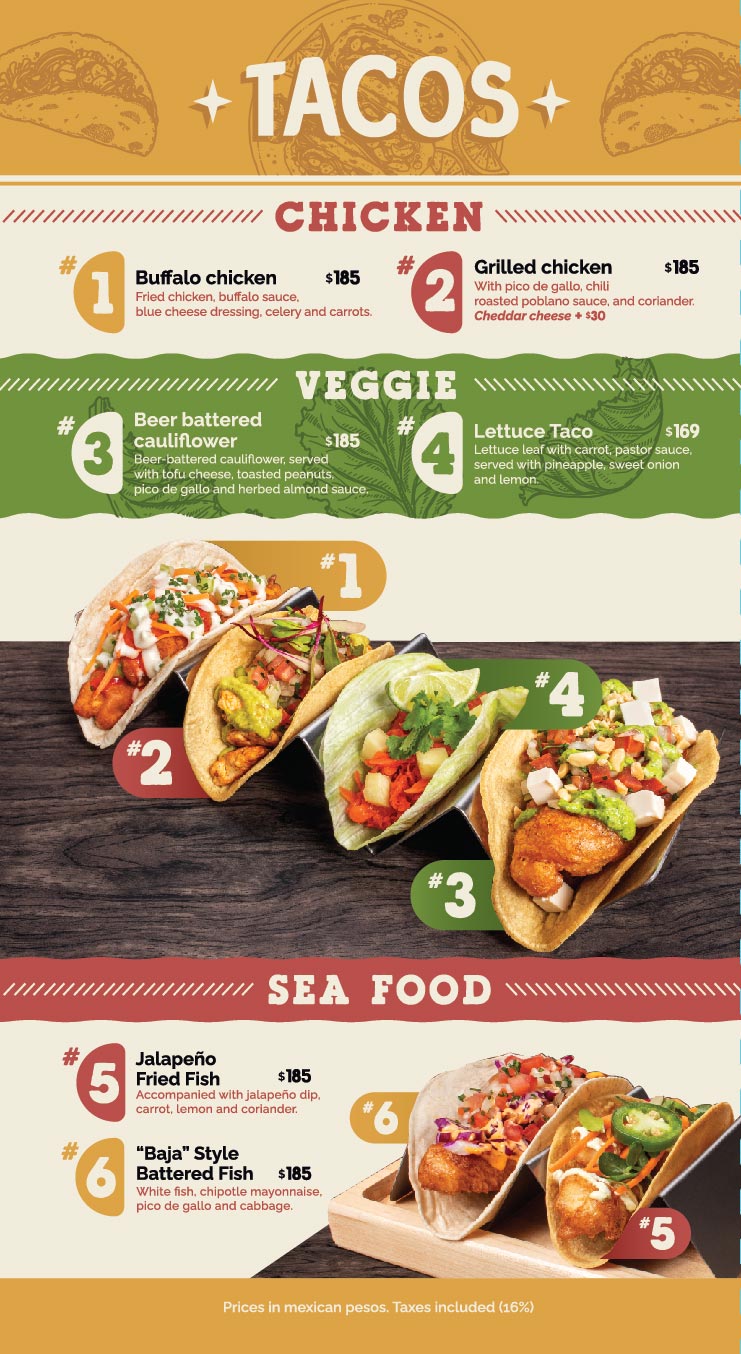 TACOS
CHICKEN
#1
Buffalo chicken $185
Fried chicken, buffalo sauce,
blue cheese dressing, celery and carrots.
#2
Grilled chicken $185
With pico de gallo, chili
roasted poblano sauce, and coriander.
Cheddar cheese + $30
VEGGIE
#3
Beer battered
cauliflower $185
Beer-battered cauliflower, served
with tofu cheese, toasted peanuts,
pico de gallo and herbed almond sauce.
#4
Lettuce Taco $169
Lettuce leaf with carrot, pastor sauce,
served with pineapple, sweet onion
and lemon.
#1
#4
#2
#3
SEA FOOD
#5
Jalapeño
Fried Fish $185
Accompanied with jalapeño dip,
carrot, lemon and coriander.
#6
“Baja” Style
Battered Fish $185
White fish, chipotle mayonnaise,
pico de gallo and cabbage.
#6
#5
Prices in mexican pesos. Taxes included (16%)